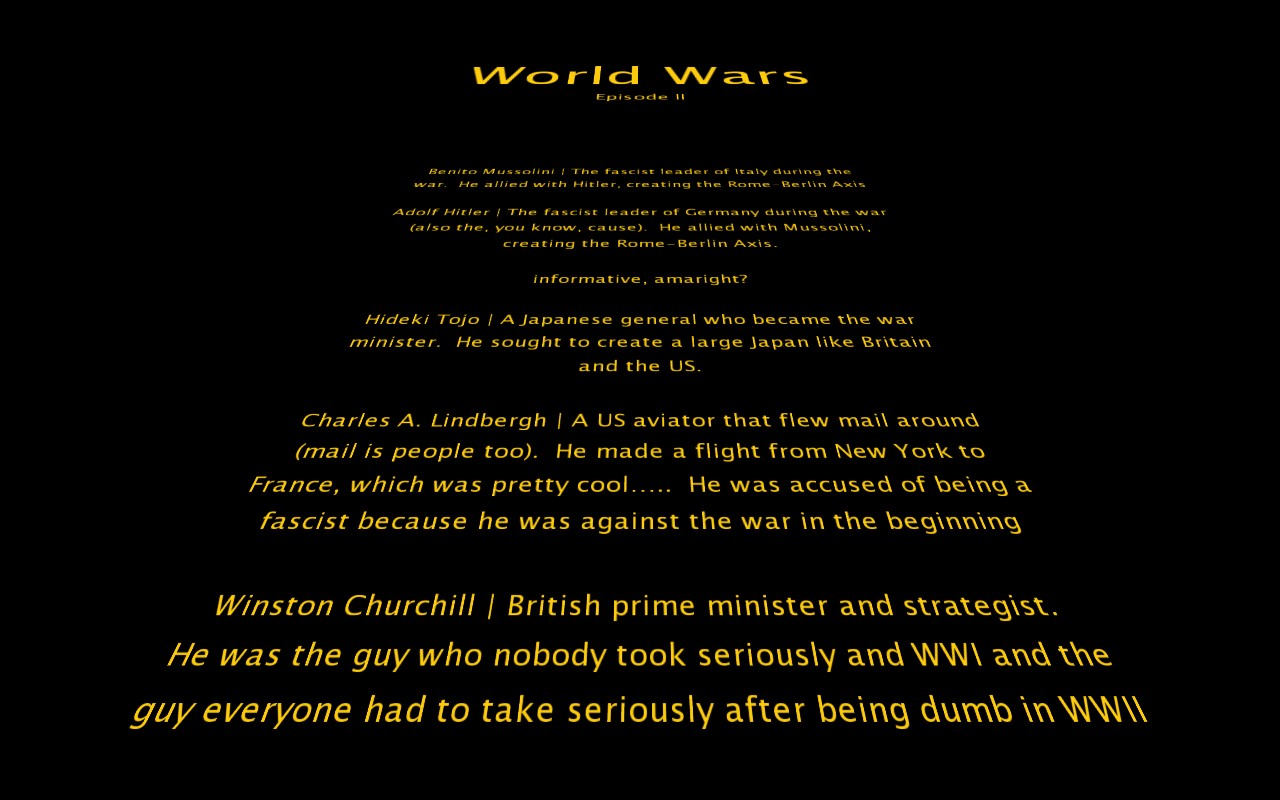 World Wars
Episode II
Benito Mussolini | The fascist leader of Italy during the
war.  He allied with Hitler, creating the Rome-Berlin Axis
Adolf Hitler | The fascist leader of Germany during the war
(also the, you know, cause).  He allied with Mussolini,
creating the Rome-Berlin Axis.
informative, amaright?
Hideki Tojo | A Japanese general who became the war
minister.  He sought to create a large Japan like Britain
and the US.
Charles A. Lindbergh | A US aviator that flew mail around
(mail is people too).  He made a flight from New York to
France, which was pretty cool.....  He was accused of being a
fascist because he was against the war in the beginning
Winston Churchill | British prime minister and strategist.
He was the guy who nobody took seriously and WWI and the
guy everyone had to take seriously after being dumb in WWII